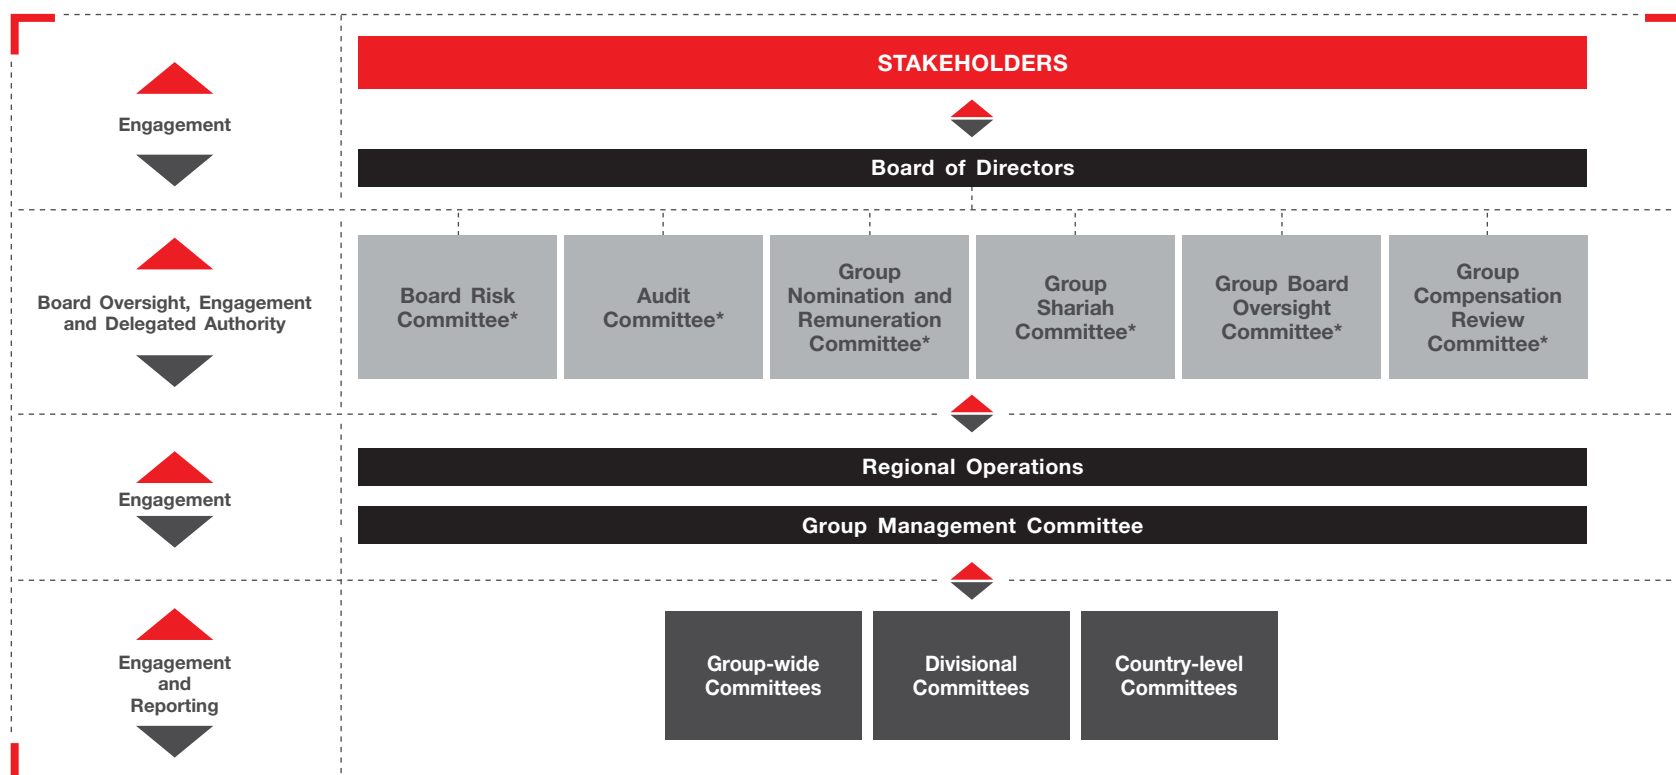 STAKEHOLDERS
Engagement
Board of Directors
Board Oversight, Engagement
and Delegated Authority
Board Risk
Committee*
Audit
Committee*
Group
Nomination and
Remuneration
Committee*
Group
Shariah
Committee*
Group Board
Oversight
Committee*
Group
Compensation
Review
Committee*
Engagement
Regional Operations
Group Management Committee
Engagement
and
Reporting
Group-wide
Committees
Divisional
Committees
Country-level
Committees